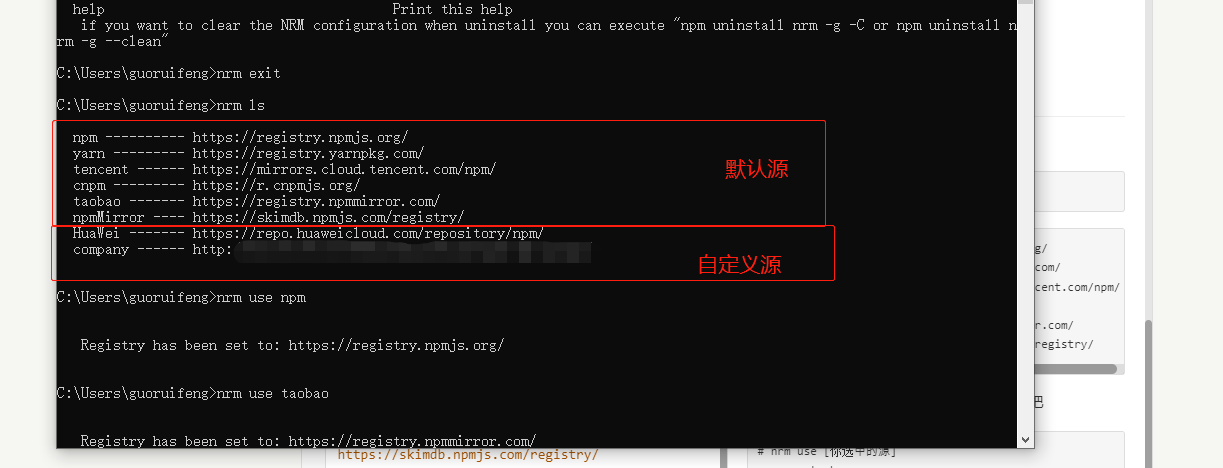 help                                    Print this help
if you want to clear the NRM configuration when uninstall you can execute "npm uninstall nrm -g -C or npm uninstall n
rm -g --clean"
C:\Users\guoruifeng>nrm exit
C:\Users\guoruifeng>nrm ls
npm ---------- https://registry.npmjs.org/
yarn --------- https://registry.yarnpkg.com/
tencent ------ https://mirrors.cloud.tencent.com/npm/
cnpm --------- https://r.cnpmjs.org/
taobao ------- https://registry.npmmirror.com/
npmMirror ---- https://skimdb.npmjs.com/registry/
默认源
HuaWei ------- https://repo.huaweicloud.com/repository/npm/
company ------ http:
自定义源
C:\Users\guoruifeng>nrm use npm
Registry has been set to: https://registry.npmjs.org/
C:\Users\guoruifeng>nrm use taobao
Registry has been set to: https://registry.npmmirror.com/
https://skimdb.npmjs.com/registry/
g/
com/
cent.com/npm/
r.com/
registry/
吧
# nrm use [你选中的源]